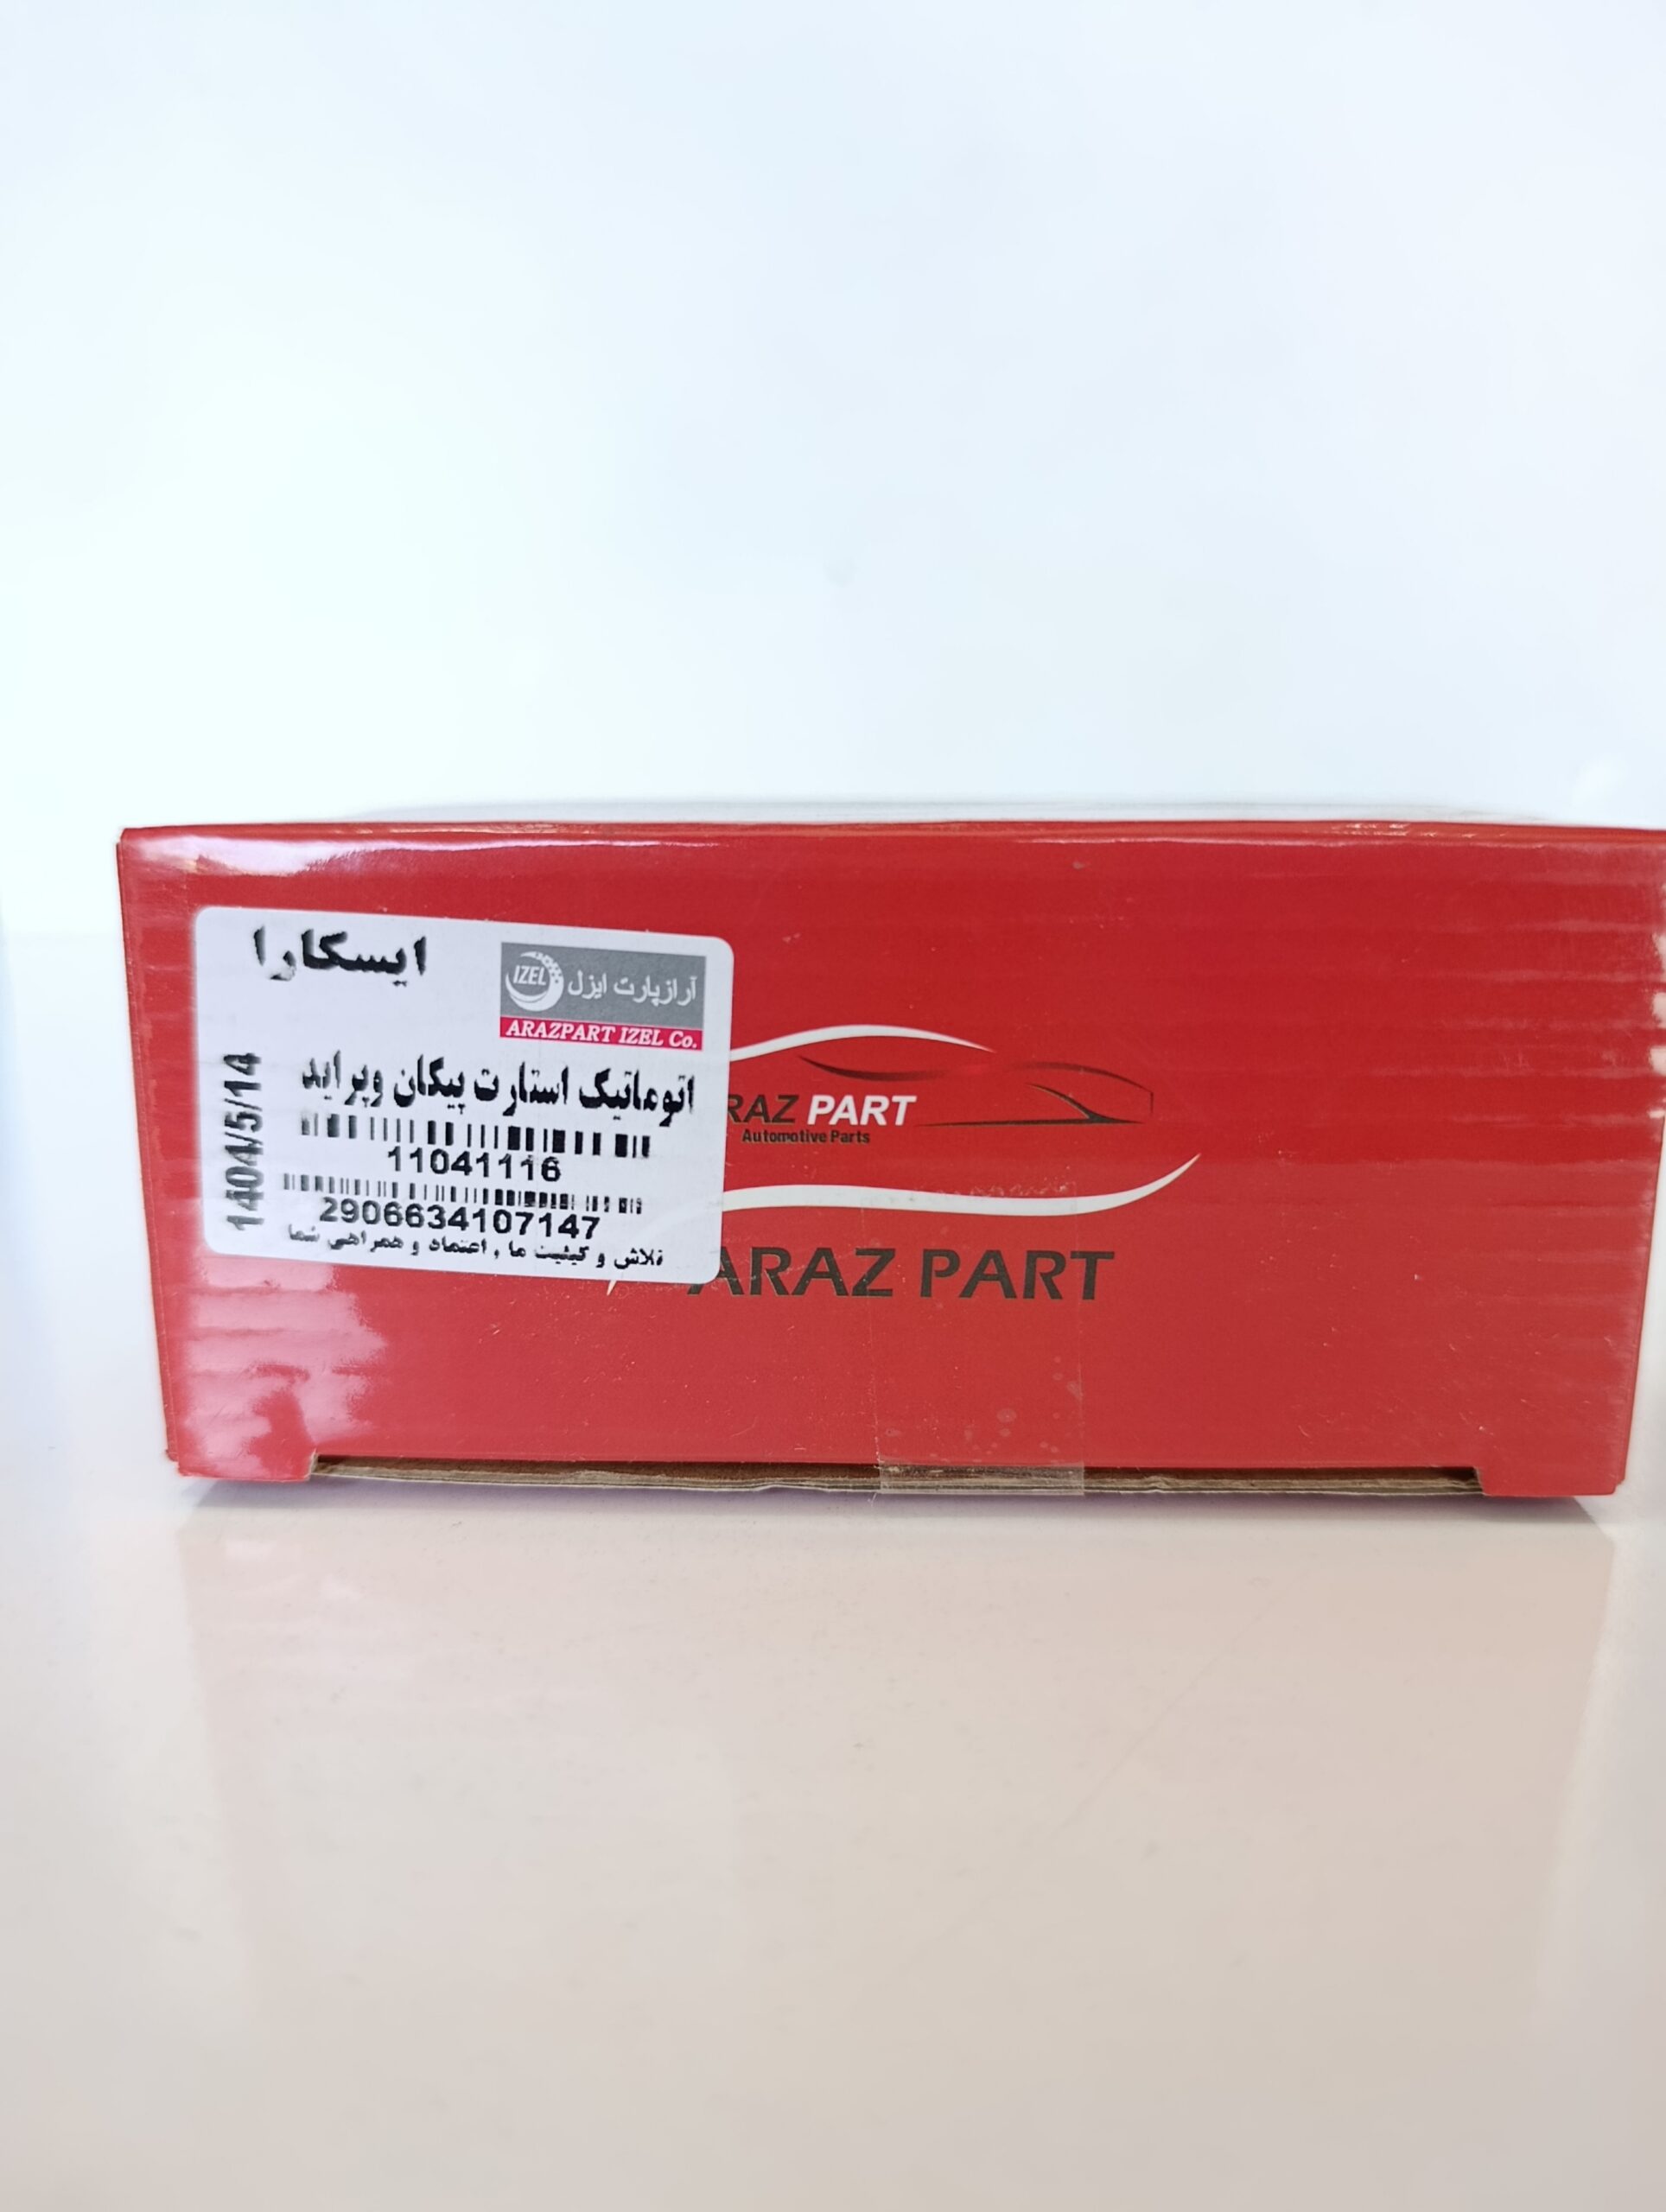 ایسکارا
IZEL آرازپارت ایزل
ARAZPART IZEL Co.
اتوماتیک استارت پیکان وپراید
11041116
2906634107147
تلاش و کیفیت ما , اعتماد و همراهی شما
1404/5/14
RAZ PART
Automotive Parts
ARAZ PART